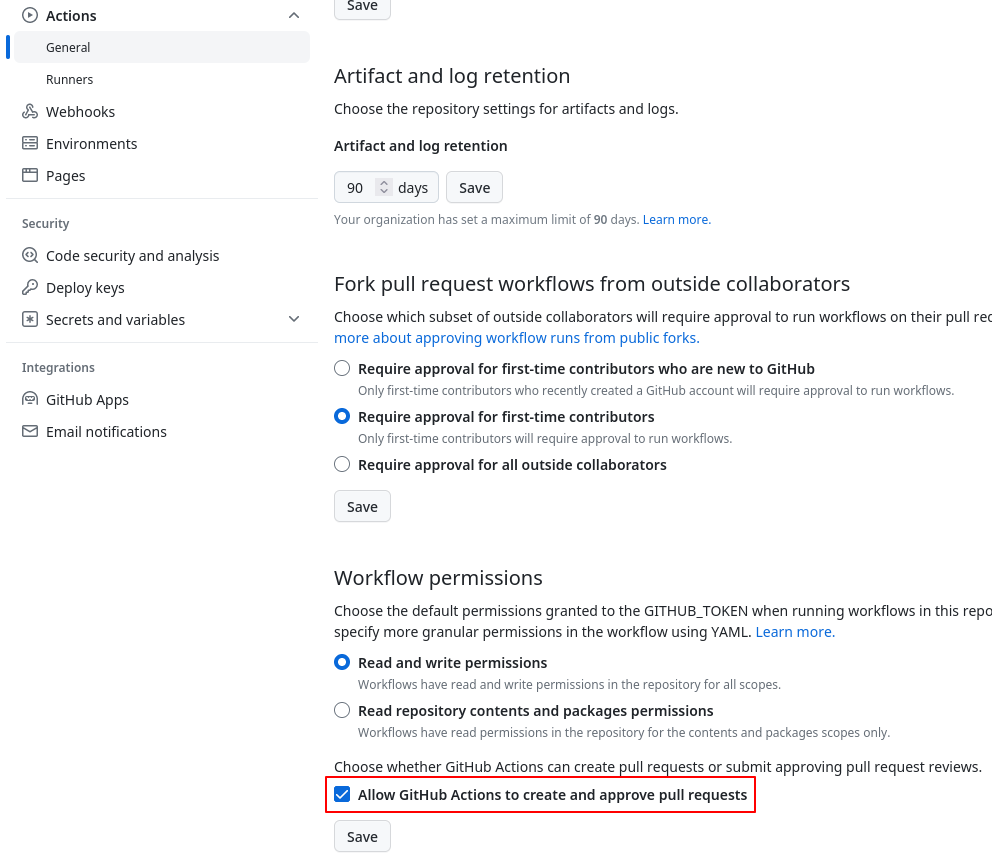 Actions
General
Runners
Webhooks
Environments
Pages
Security
Code security and analysis
Deploy keys
Secrets and variables
Integrations
GitHub Apps
Email notifications
Save
Artifact and log retention
Choose the repository settings for artifacts and logs.
Artifact and log retention
90 days Save
Your organization has set a maximum limit of 90 days. Learn more.
Fork pull request workflows from outside collaborators
Choose which subset of outside collaborators will require approval to run workflows on their pull
more about approving workflow runs from public forks.
Require approval for first-time contributors who are new to GitHub
Only first-time contributors who recently created a GitHub account will require approval to run workflows.
Require approval for first-time contributors
Only first-time contributors will require approval to run workflows.
Require approval for all outside collaborators
Save
Workflow permissions
Choose the default permissions granted to the GITHUB_TOKEN when running workflows in this
specify more granular permissions in the workflow using YAML. Learn more.
Read and write permissions
Workflows have read and write permissions in the repository for all scopes.
Read repository contents and packages permissions
Workflows have read permissions in the repository for the contents and packages scopes only.
Choose whether GitHub Actions can create pull requests or submit approving pull request reviews.
Allow GitHub Actions to create and approve pull requests
Save